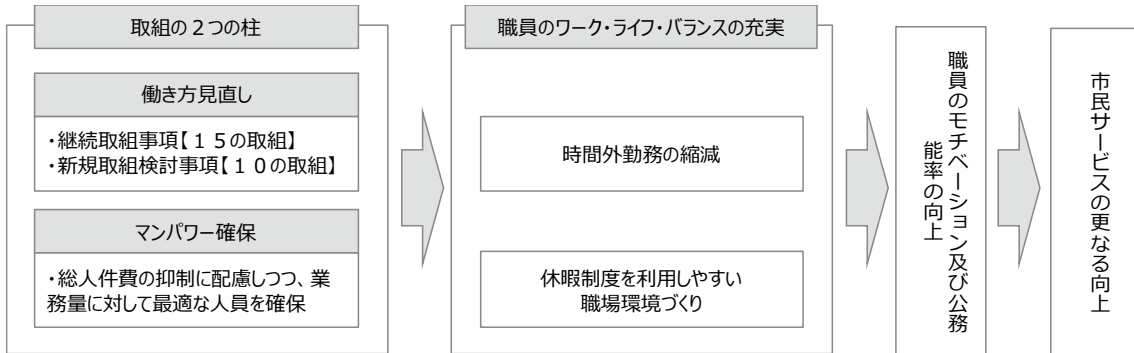 取組の２つの柱
働き方見直し
・継続取組事項【１５の取組】
・新規取組検討事項【１０の取組】
マンパワー確保
・総人件費の抑制に配慮しつつ、業
務量に対して最適な人員を確保
職員のワーク・ライフ・バランスの充実
時間外勤務の縮減
休暇制度を利用しやすい
職場環境づくり
職員のモチベーション及び公務
能率の向上
市民サービスの更なる向上